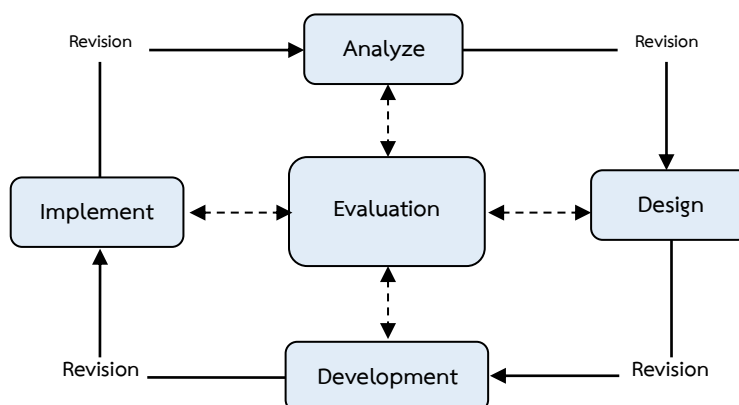 Revision
Analyze
Revision
Implement
Evaluation
Design
Revision
Development
Revision